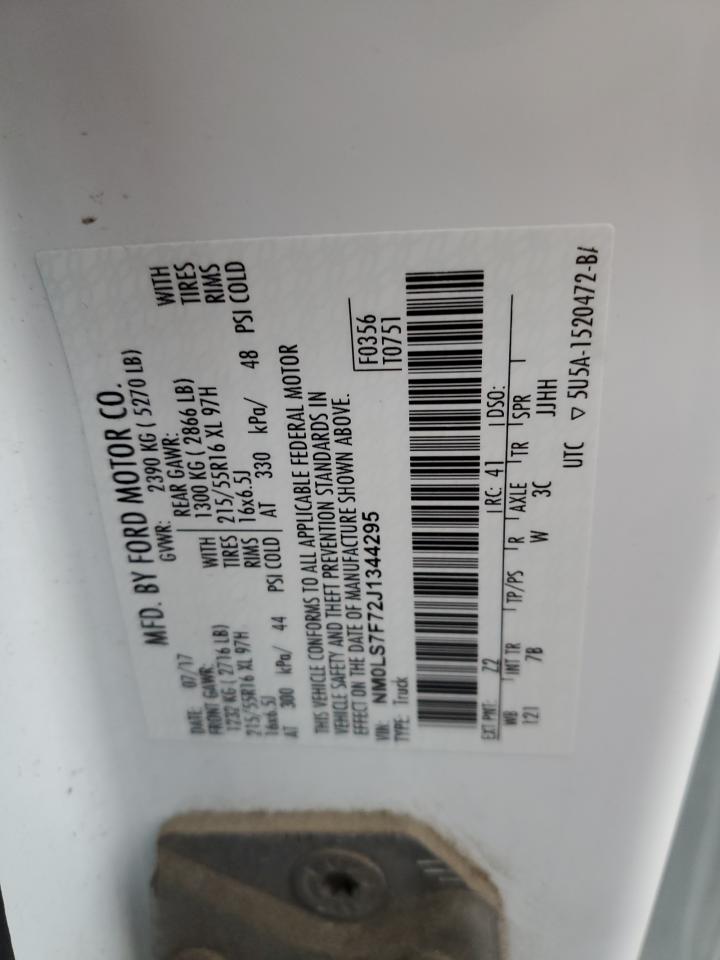 MFD. BY FORD MOTOR CO.
DATE: 07/17 GVWR: 2390 KG ( 5270 LB)
FRONT GAWR: REAR GAWR:
1232 KG ( 2716 LB) WITH 1300 KG ( 2866 LB) WITH
215/55R16 XL 97H TIRES 215/55R16 XL 97H TIRES
16x6.5J RIMS 16x6.5J RIMS
AT 300 kPa/ 44 PSI COLD AT 330 kPa/ 48 PSI COLD
THIS VEHICLE CONFORMS TO ALL APPLICABLE FEDERAL MOTOR
VEHICLE SAFETY AND THEFT PREVENTION STANDARDS IN
EFFECT ON THE DATE OF MANUFACTURE SHOWN ABOVE.
VIN: NM0LS7F72J1344295 F0356
TYPE: Truck T0751
EXT PNT: Z2 RC: 41 DSO:
WB INT TR TP/PS R AXLE TR SPR
121 7B W 3C JJHH
UTC ▽ 5U5A-1520472-BA